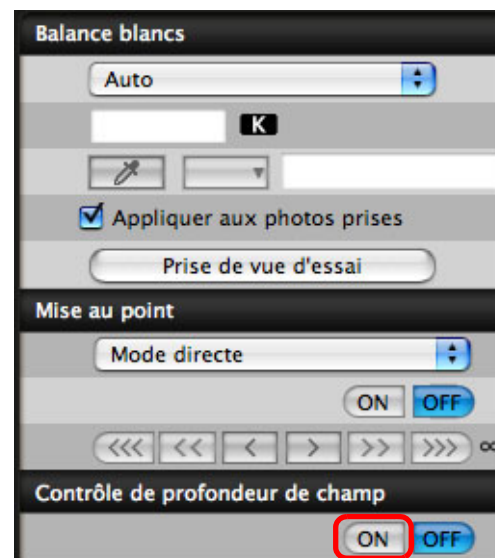 Balance blancs
Auto
K
Appliquer aux photos prises
Prise de vue d'essai
Mise au point
Mode directe
ON OFF
<<< << < > >> >>> ∞
Contrôle de profondeur de champ
ON OFF